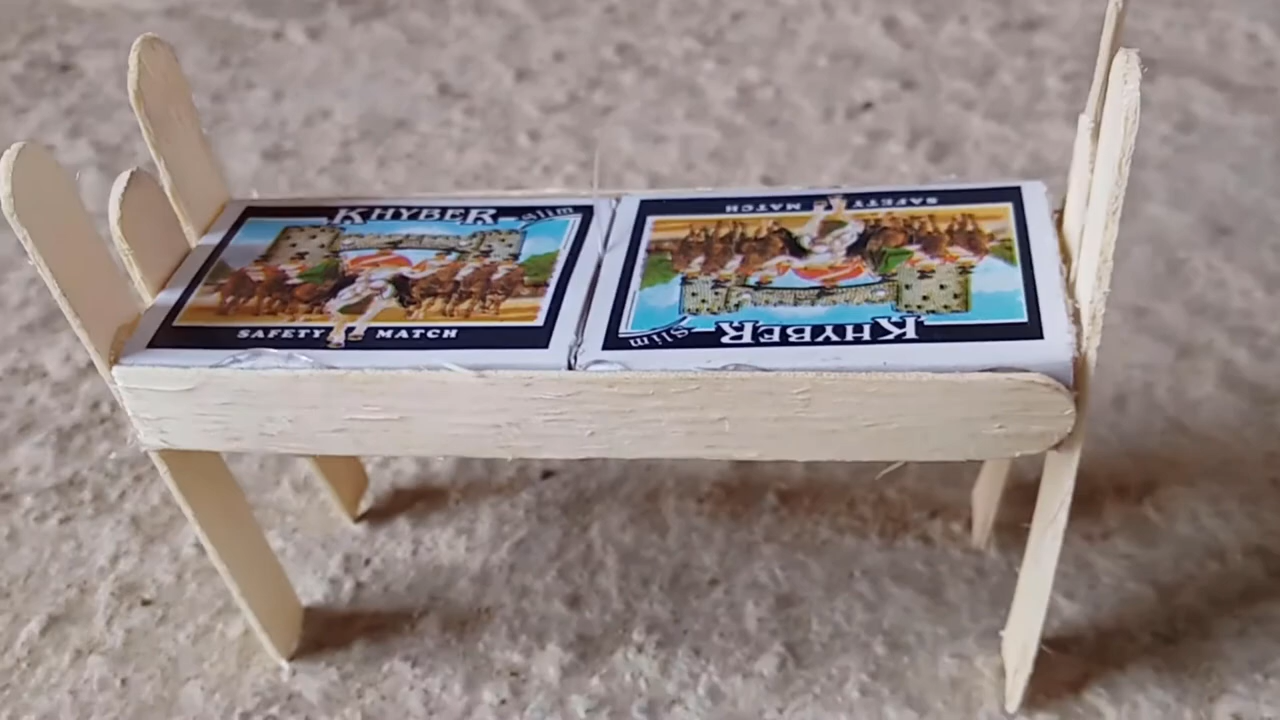 KHYBER
Slim
SAFETY MATCH
SAFETY MATCH
Slim
KHYBER